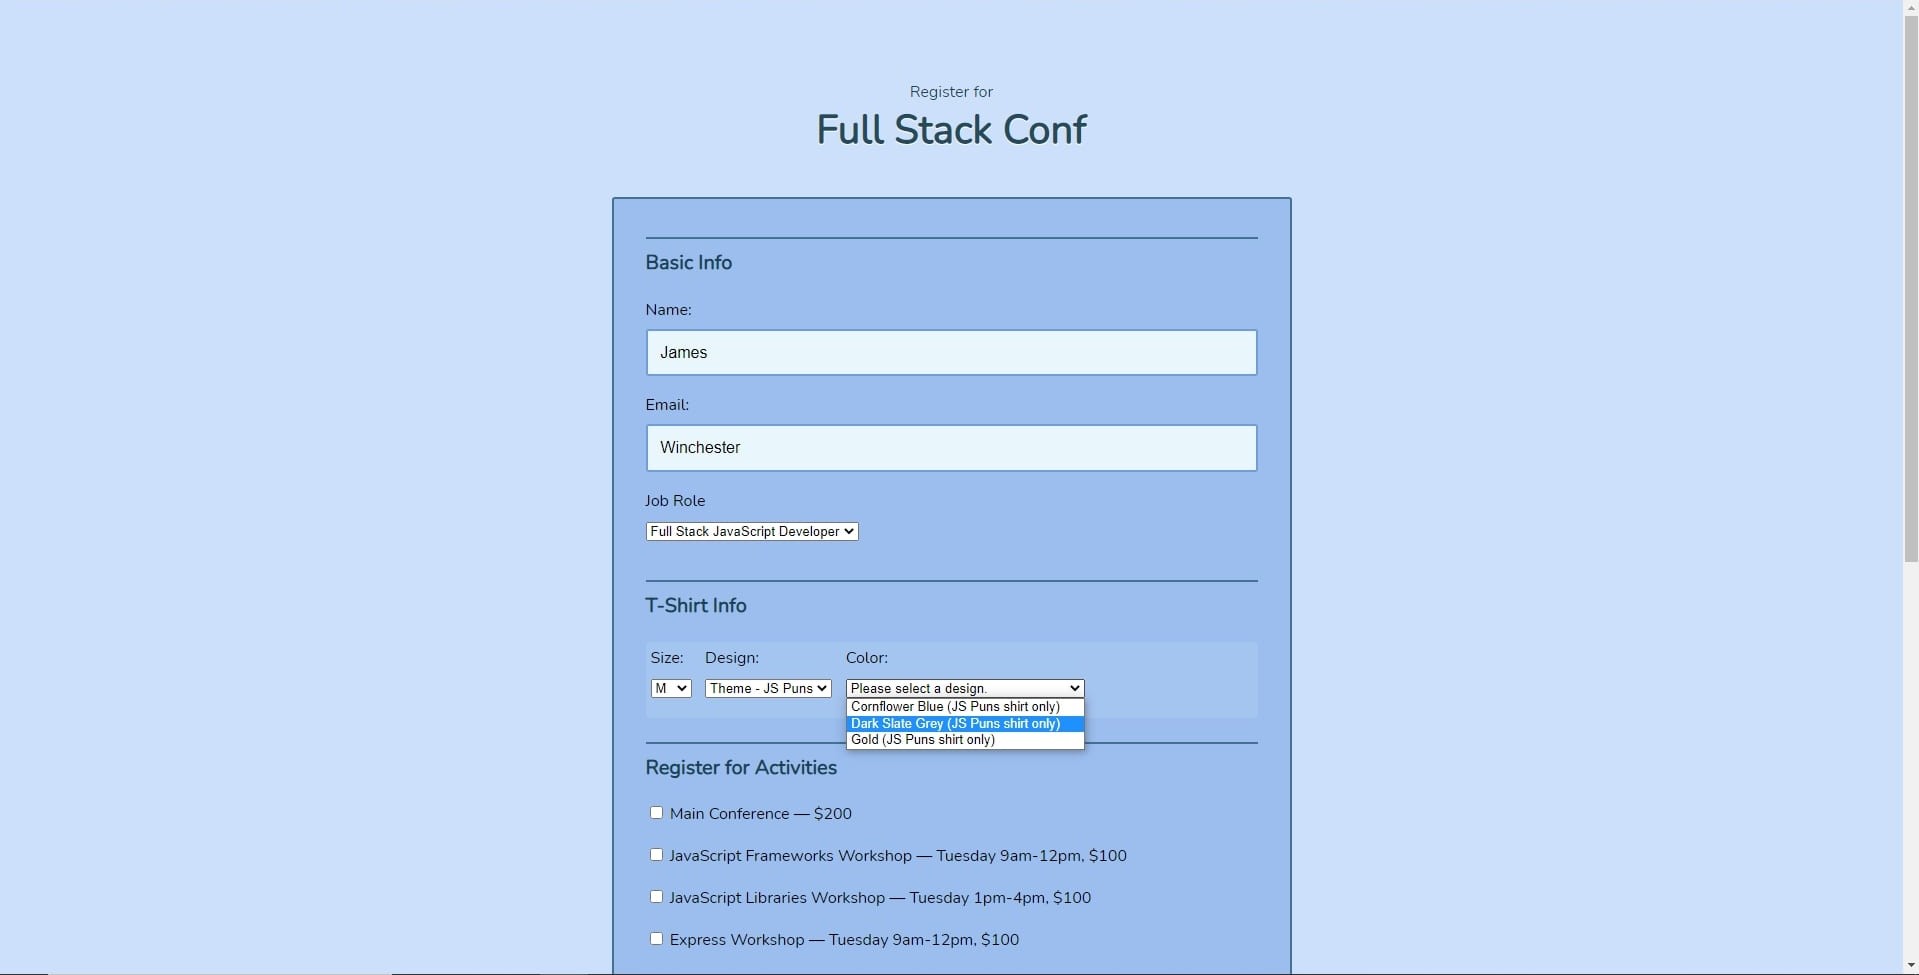 Register for
Full Stack Conf
Basic Info
Name:
James
Email:
Winchester
Job Role
Full Stack JavaScript Developer
T-Shirt Info
Size: Design: Color:
M Theme - JS Puns Please select a design.
Cornflower Blue (JS Puns shirt only)
Dark Slate Grey (JS Puns shirt only)
Gold (JS Puns shirt only)
Register for Activities
Main Conference — $200
JavaScript Frameworks Workshop — Tuesday 9am-12pm, $100
JavaScript Libraries Workshop — Tuesday 1pm-4pm, $100
Express Workshop — Tuesday 9am-12pm, $100